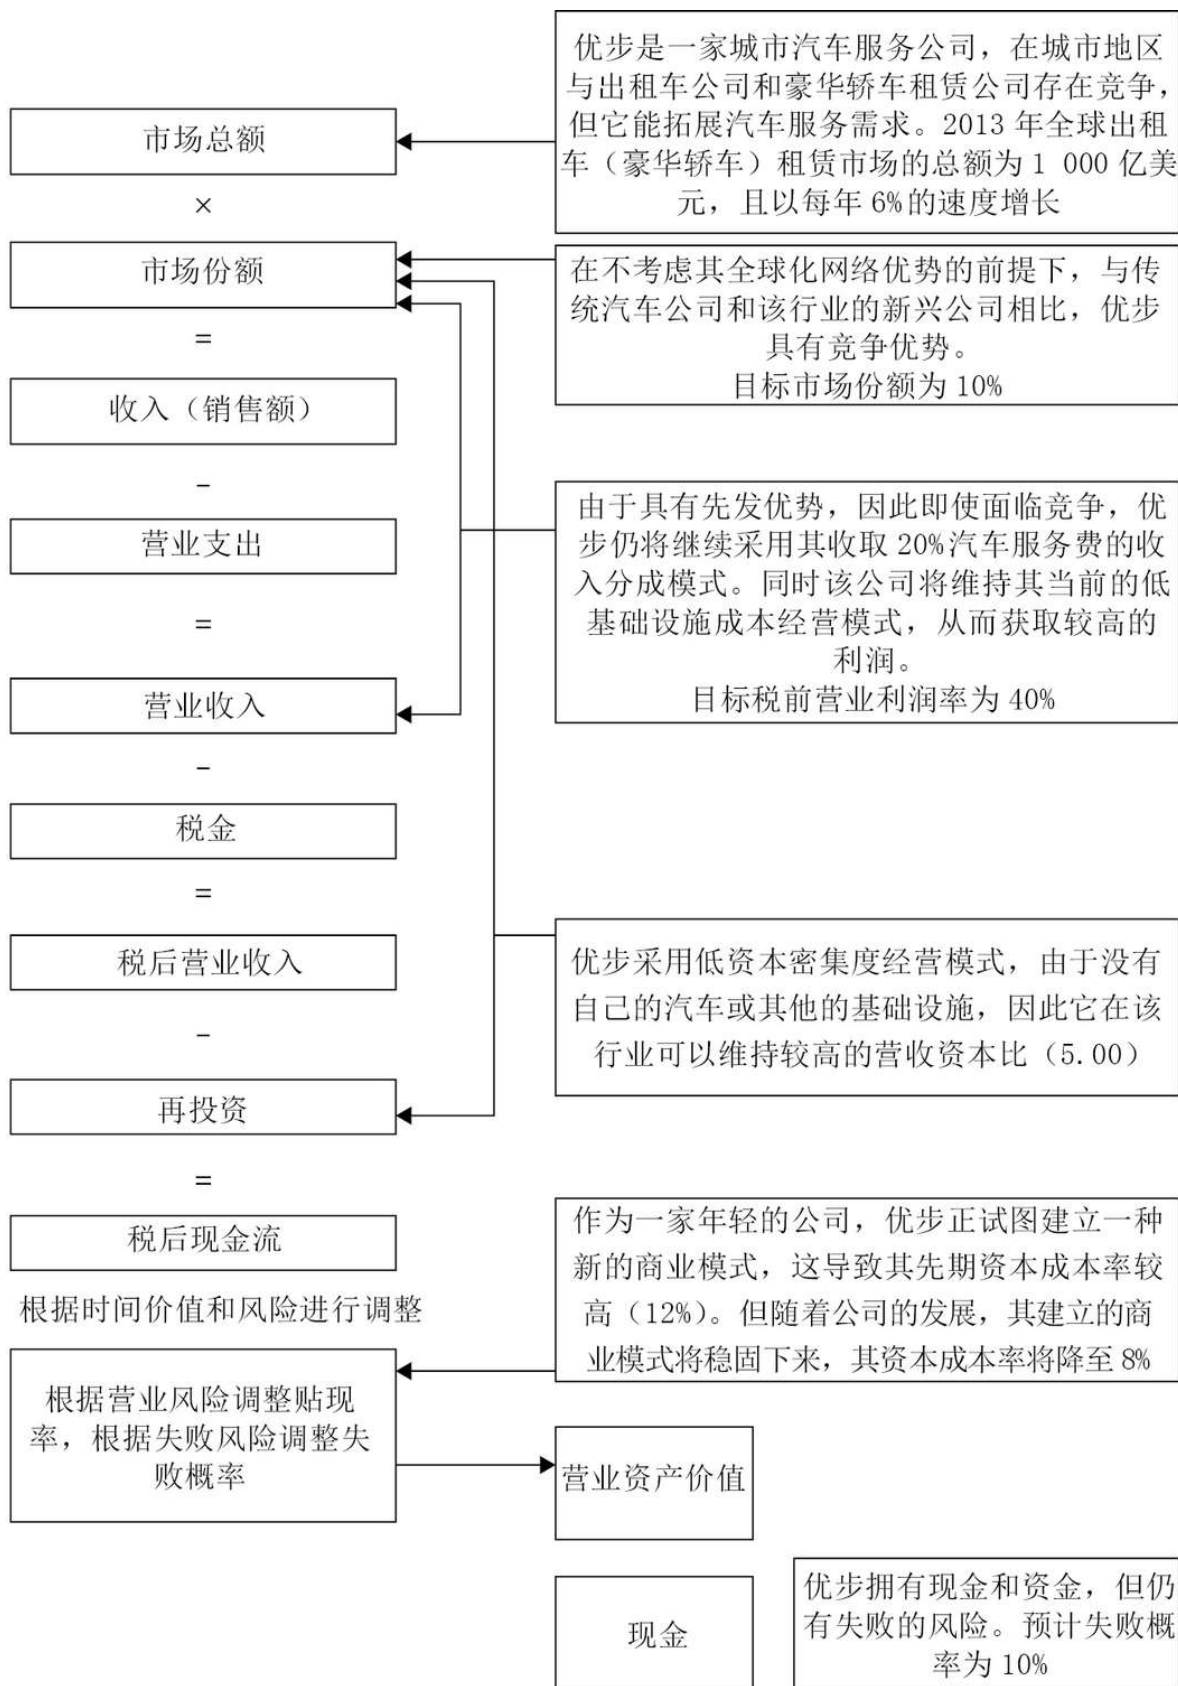 优步是一家城市汽车服务公司，在城市地区
与出租车公司和豪华轿车租赁公司存在竞争，
但它能拓展汽车服务需求。2013 年全球出租
车（豪华轿车）租赁市场的总额为 1 000 亿美
元，且以每年 6%的速度增长
市场总额
×
市场份额
在不考虑其全球化网络优势的前提下，与传
统汽车公司和该行业的新兴公司相比，优步
具有竞争优势。
目标市场份额为 10%
=
收入（销售额）
-
营业支出
由于具有先发优势，因此即使面临竞争，优
步仍将继续采用其收取 20%汽车服务费的收
入分成模式。同时该公司将维持其当前的低
基础设施成本经营模式，从而获取较高的
利润。
目标税前营业利润率为 40%
=
营业收入
-
税金
=
税后营业收入
优步采用低资本密集度经营模式，由于没有
自己的汽车或其他的基础设施，因此它在该
行业可以维持较高的营收资本比（5.00）
-
再投资
=
税后现金流
作为一家年轻的公司，优步正试图建立一种
新的商业模式，这导致其先期资本成本率较
高（12%）。但随着公司的发展，其建立的商
业模式将稳固下来，其资本成本率将降至 8%
根据时间价值和风险进行调整
根据营业风险调整贴现
率，根据失败风险调整失
败概率
营业资产价值
现金
优步拥有现金和资金，但仍
有失败的风险。预计失败概
率为 10%